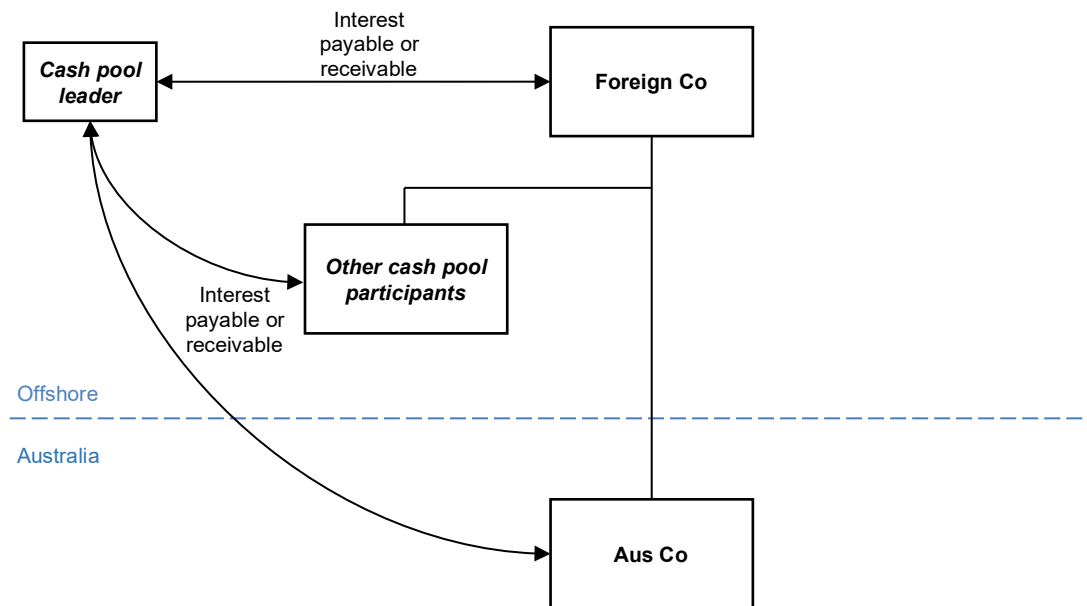 Interest
payable or
receivable
Cash pool
leader
Foreign Co
Other cash pool
participants
Interest
payable or
receivable
Offshore
Australia
Aus Co